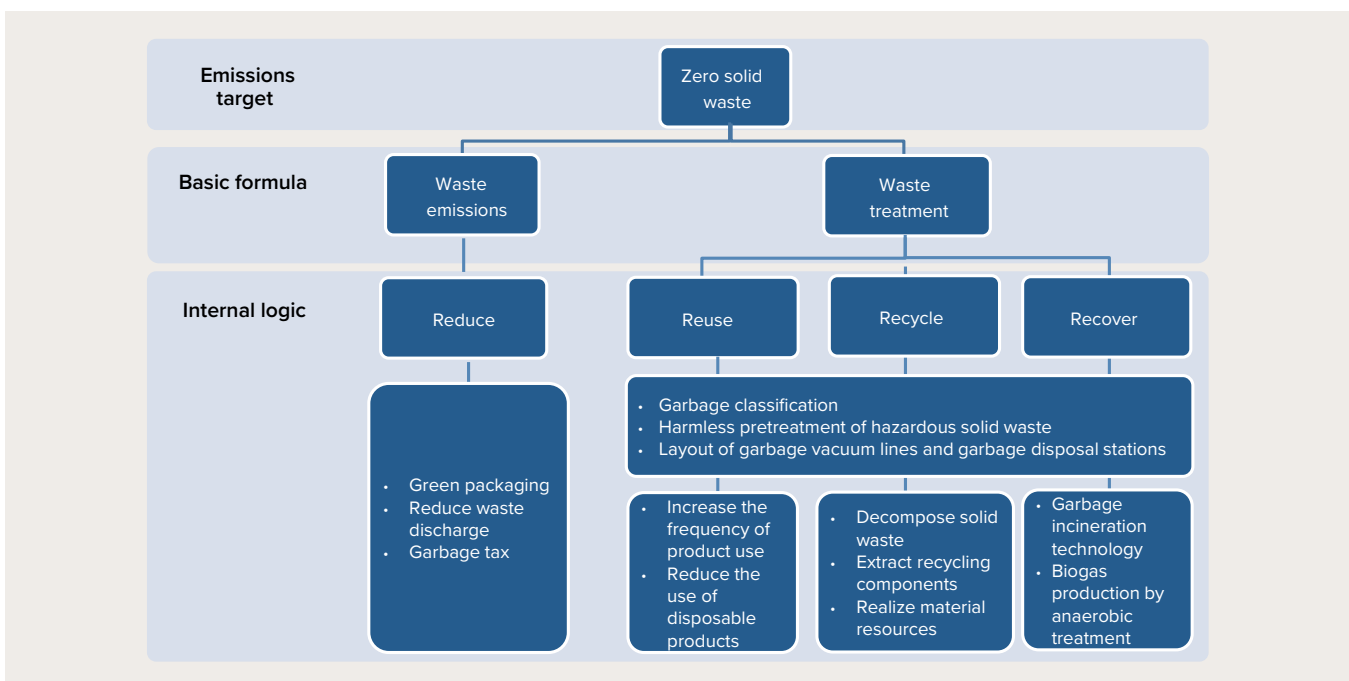 Emissions
target
Zero solid
waste
Basic formula
Waste
emissions
Waste
treatment
Internal logic
Reduce
Reuse
Recycle
Recover
• Green packaging
• Reduce waste
discharge
• Garbage tax
• Garbage classification
• Harmless pretreatment of hazardous solid waste
• Layout of garbage vacuum lines and garbage disposal stations
• Increase the
frequency of
product use
• Reduce the
use of
disposable
products
• Decompose solid
waste
• Extract recycling
components
• Realize material
resources
• Garbage
incineration
technology
• Biogas
production by
anaerobic
treatment